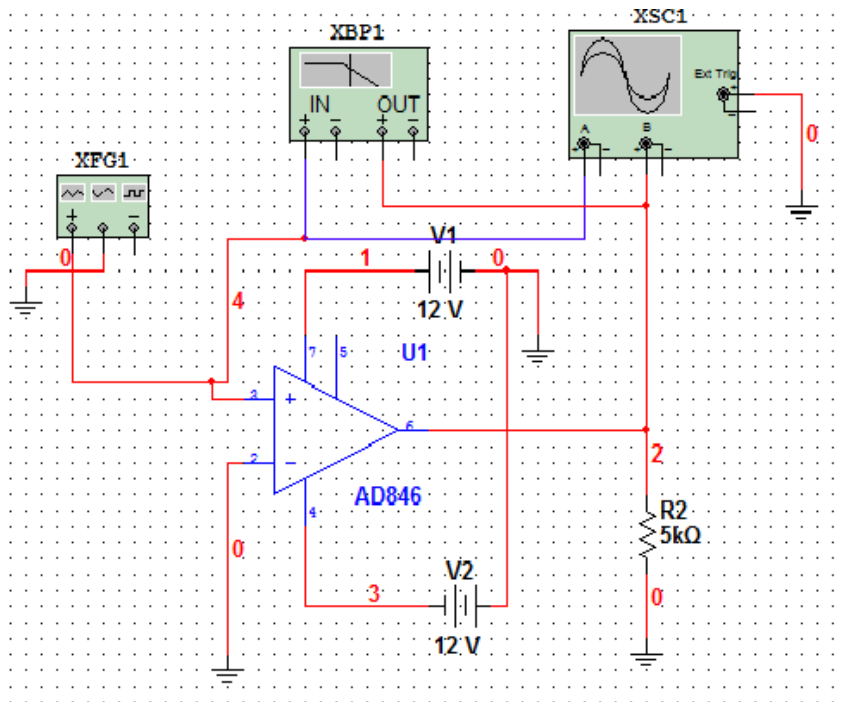 XSC1
XBP1
Ext Trig
IN OUT
A B
0
XFG1
V1
0 1 0
12 V
4
7 5 U1
3
6
2
2
AD846
4
R2
5kΩ
0
V2
3 0
12 V